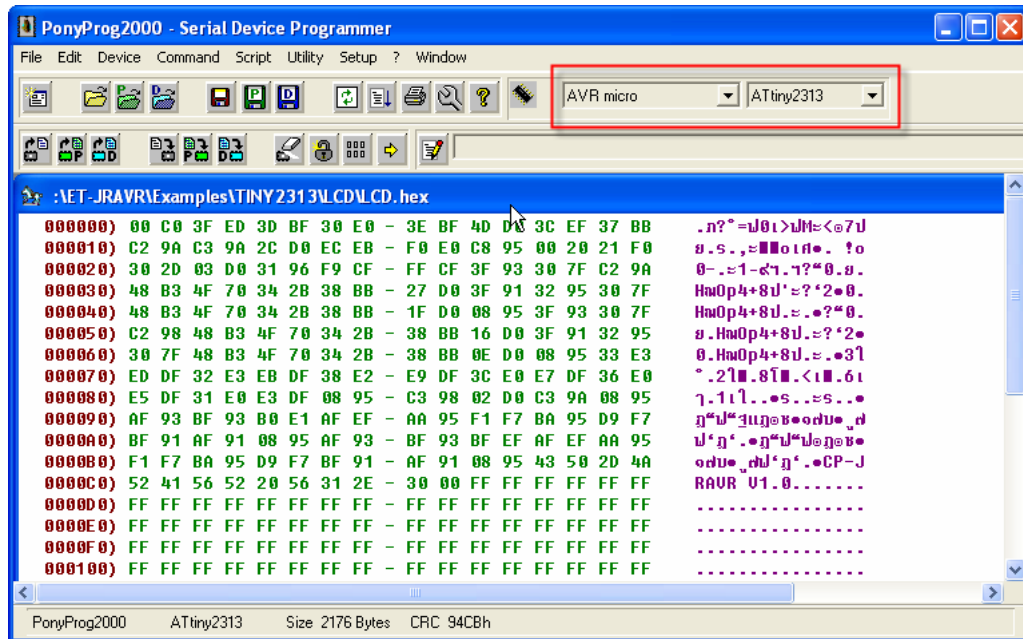 PonyProg2000 - Serial Device Programmer
File Edit Device Command Script Utility Setup ? Window
AVR micro ATtiny2313
:\ET-JRAVR\Examples\TINY2313\LCD\LCD.hex
000000) 00 C0 3F ED 3D BF 30 E0 - 3E BF 4D 3C EF 37 BB
000010) C2 9A C3 9A 2C D0 EC EB - F0 E0 C8 95 00 20 21 F0
000020) 30 2D 03 D0 31 96 F9 CF - FF CF 3F 93 30 7F C2 9A
000030) 48 B3 4F 70 34 2B 38 BB - 27 D0 3F 91 32 95 30 7F
000040) 48 B3 4F 70 34 2B 38 BB - 1F D0 08 95 3F 93 30 7F
000050) C2 98 48 B3 4F 70 34 2B - 38 BB 16 D0 3F 91 32 95
000060) 30 7F 48 B3 4F 70 34 2B - 38 BB 0E D0 08 95 33 E3
000070) ED DF 32 E3 EB DF 38 E2 - E9 DF 3C E0 E7 DF 36 E0
000080) E5 DF 31 E0 E3 DF 08 95 - C3 98 02 D0 C3 9A 08 95
000090) AF 93 BF 93 B0 E1 AF EF - AA 95 F1 F7 BA 95 D9 F7
0000A0) BF 91 AF 91 08 95 AF 93 - BF 93 BF EF AF EF AA 95
0000B0) F1 F7 BA 95 D9 F7 BF 91 - AF 91 08 95 43 50 2D 4A
0000C0) 52 41 56 52 20 56 31 2E - 30 00 FF FF FF FF FF FF RAVR V1.0.......
0000D0) FF FF FF FF FF FF FF FF - FF FF FF FF FF FF FF FF ................
0000E0) FF FF FF FF FF FF FF FF - FF FF FF FF FF FF FF FF ................
0000F0) FF FF FF FF FF FF FF FF - FF FF FF FF FF FF FF FF ................
000100) FF FF FF FF FF FF FF FF - FF FF FF FF FF FF FF FF ................
PonyProg2000 ATtiny2313 Size 2176 Bytes CRC 94CBh